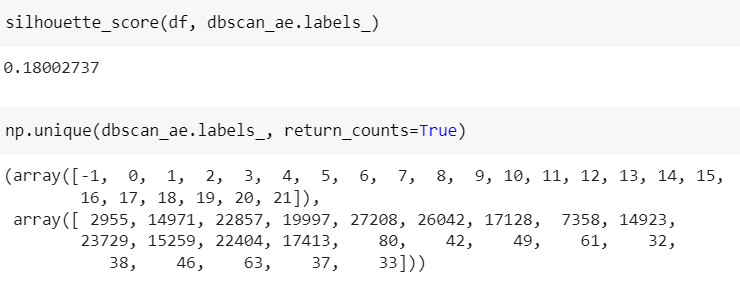 silhouette_score(df, dbscan_ae.labels_)
0.18002737
np.unique(dbscan_ae.labels_, return_counts=True)
(array([-1, 0, 1, 2, 3, 4, 5, 6, 7, 8, 9, 10, 11, 12, 13, 14, 15,
16, 17, 18, 19, 20, 21]),
array([ 2955, 14971, 22857, 19997, 27208, 26042, 17128, 7358, 14923,
23729, 15259, 22404, 17413, 80, 42, 49, 61, 32,
38, 46, 63, 37, 33]))